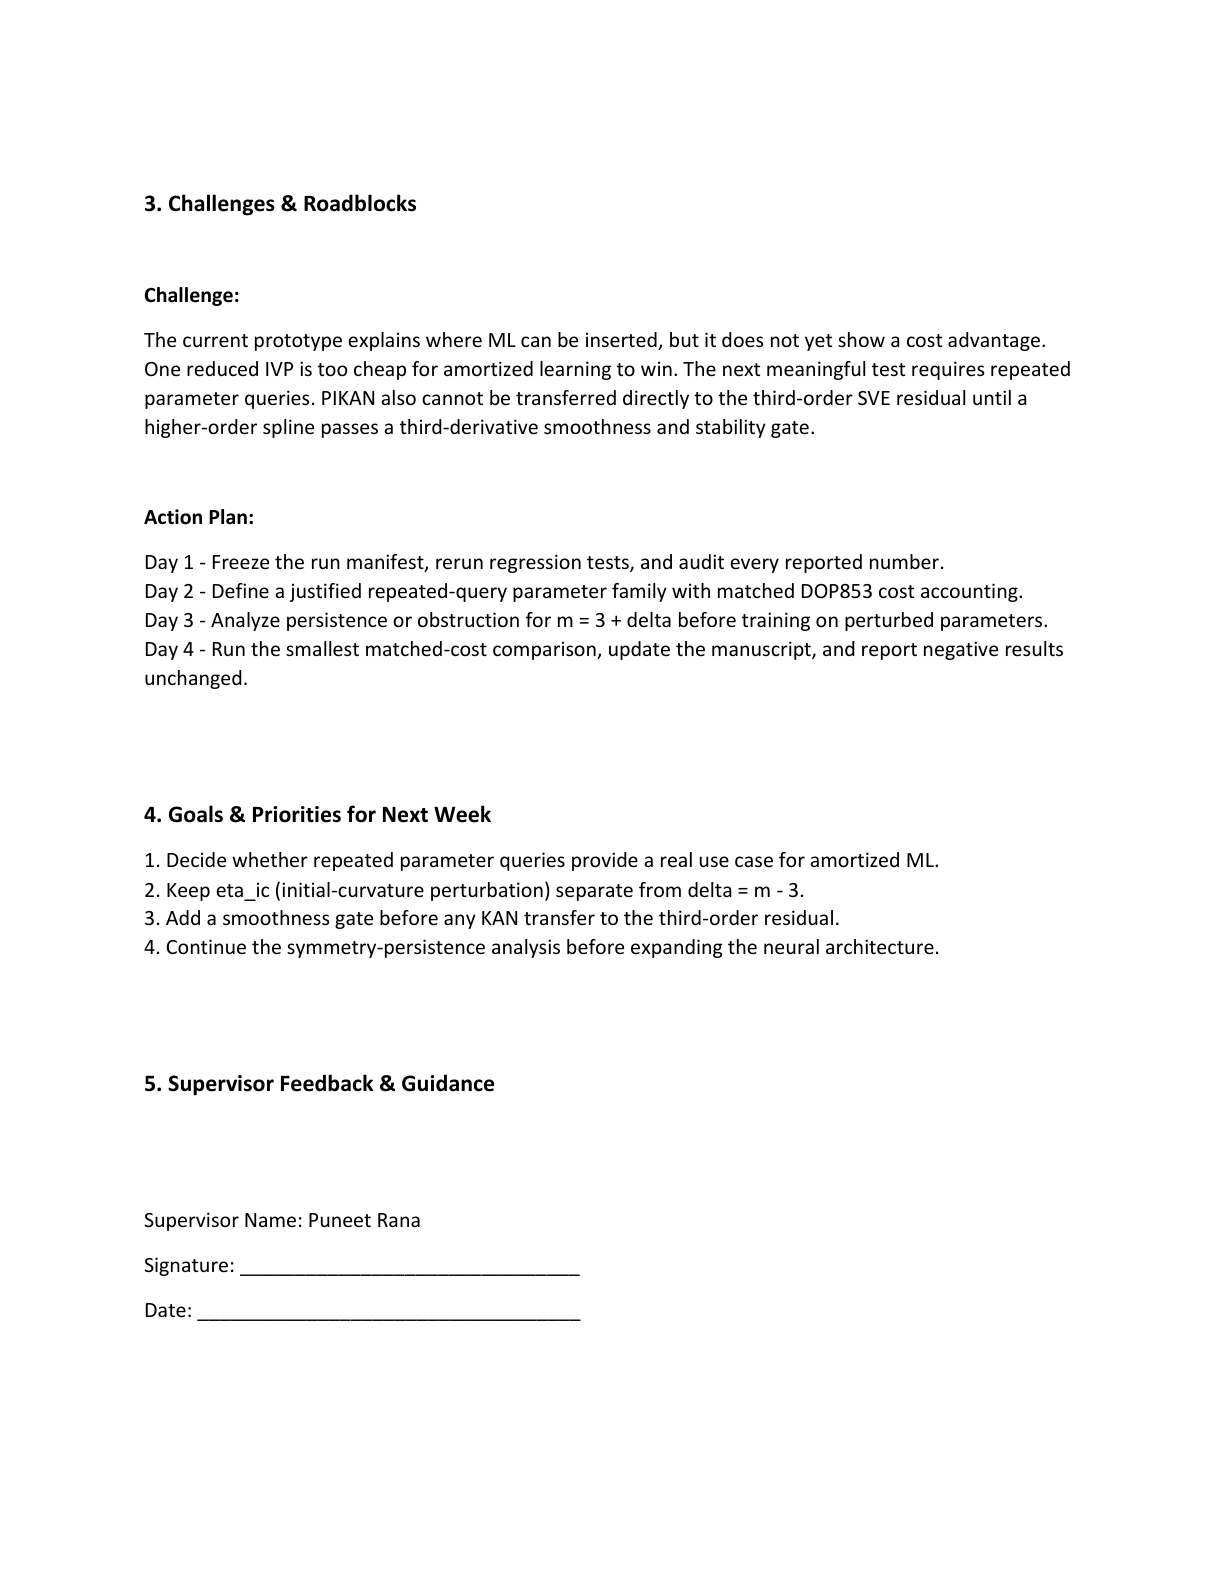 3. Challenges & Roadblocks
Challenge:
The current prototype explains where ML can be inserted, but it does not yet show a cost advantage.
One reduced IVP is too cheap for amortized learning to win. The next meaningful test requires repeated
parameter queries. PIKAN also cannot be transferred directly to the third-order SVE residual until a
higher-order spline passes a third-derivative smoothness and stability gate.
Action Plan:
Day 1 - Freeze the run manifest, rerun regression tests, and audit every reported number.
Day 2 - Define a justified repeated-query parameter family with matched DOP853 cost accounting.
Day 3 - Analyze persistence or obstruction for m = 3 + delta before training on perturbed parameters.
Day 4 - Run the smallest matched-cost comparison, update the manuscript, and report negative results
unchanged.
4. Goals & Priorities for Next Week
1. Decide whether repeated parameter queries provide a real use case for amortized ML.
2. Keep eta_ic (initial-curvature perturbation) separate from delta = m - 3.
3. Add a smoothness gate before any KAN transfer to the third-order residual.
4. Continue the symmetry-persistence analysis before expanding the neural architecture.
5. Supervisor Feedback & Guidance
Supervisor Name: Puneet Rana
Signature: _______________________________
Date: ___________________________________